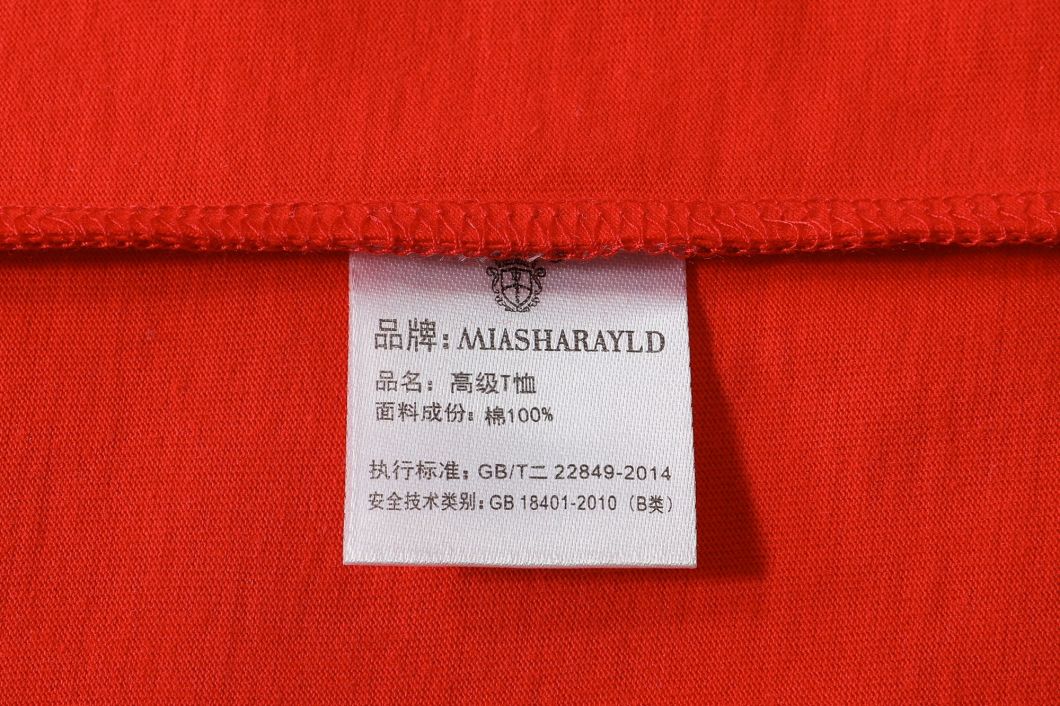 品牌: MIASHARAYLD
品名: 高级T恤
面料成份: 棉100%
执行标准: GB/T二 22849-2014
安全技术类别: GB 18401-2010 (B类)